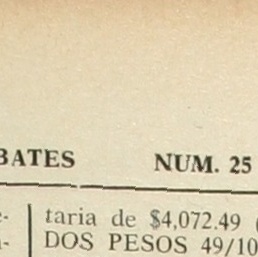 BATES NUM. 25
e-
taria de $4,072.49 (
DOS PESOS 49/10